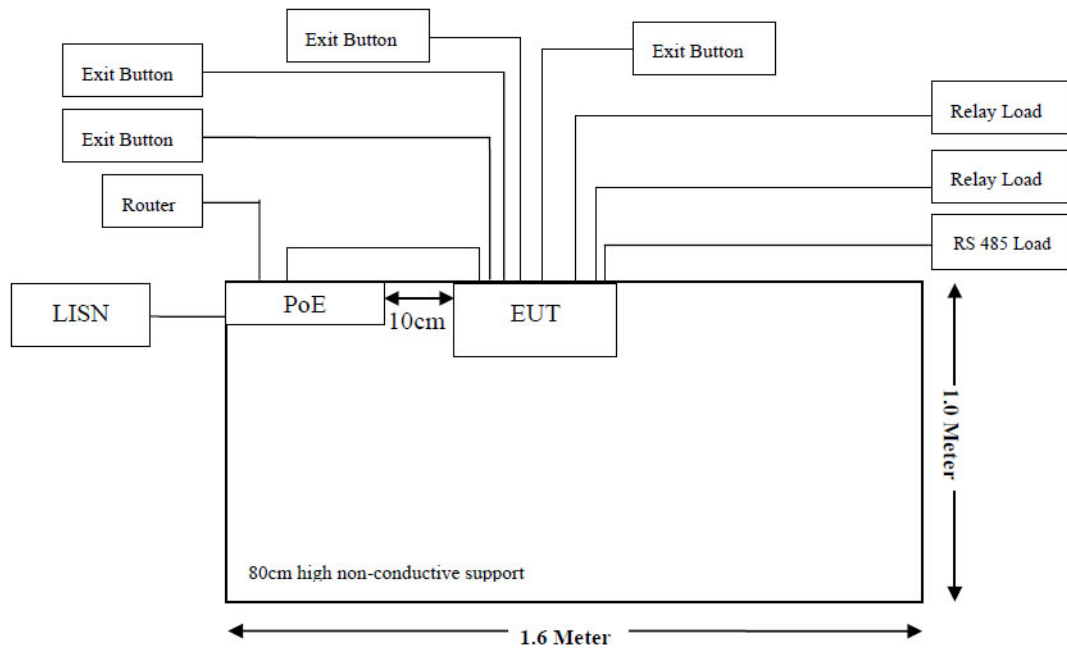 Exit Button
Exit Button
Exit Button
Relay Load
Exit Button
Relay Load
Router
RS 485 Load
LISN
PoE
10cm
EUT
1.0 Meter
80cm high non-conductive support
1.6 Meter